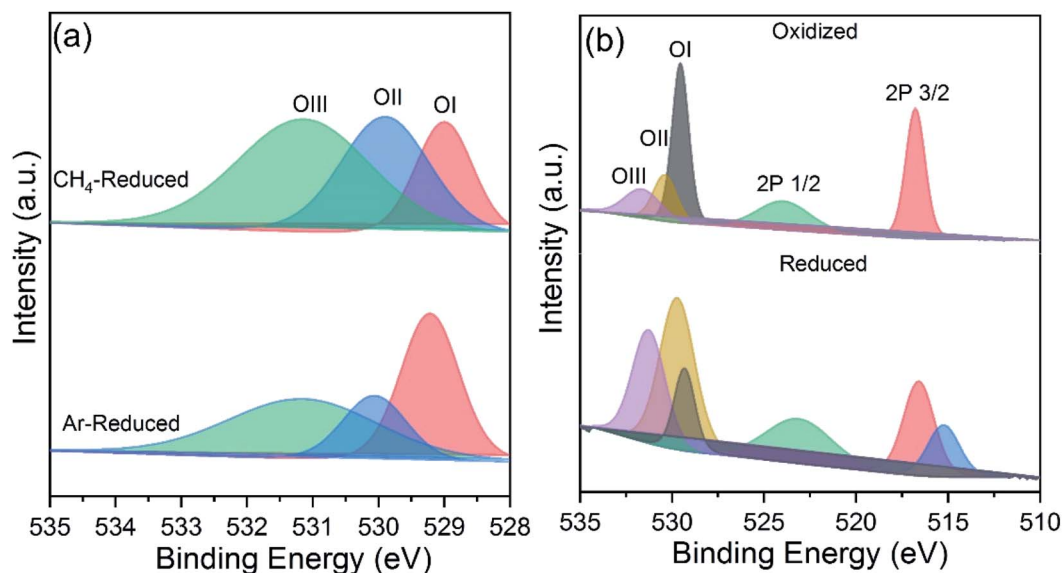 (a)
OIII
OII
OI
CH₄-Reduced
Ar-Reduced
Intensity (a.u.)
535 534 533 532 531 530 529 528
Binding Energy (eV)
(b)
Oxidized
OI
OII
OIII
2P 1/2
2P 3/2
Reduced
Intensity (a.u.)
535 530 525 520 515 510
Binding Energy (eV)